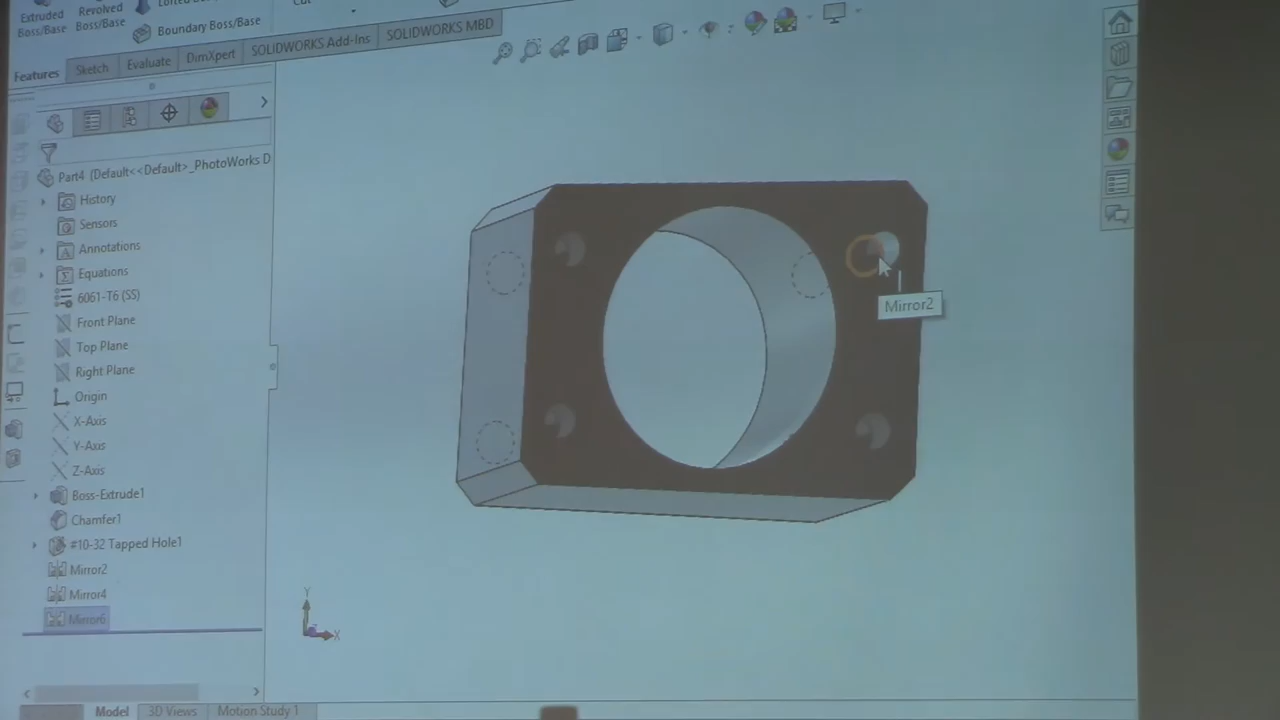 Extruded
Boss/Base
Revolved
Boss/Base
Boundary Boss/Base
Features
Sketch
Evaluate
DimXpert
SOLIDWORKS Add-Ins
SOLIDWORKS MBD
Part4 (Default<<Default>_PhotoWorks D
History
Sensors
Annotations
Equations
6061-T6 (SS)
Front Plane
Top Plane
Right Plane
Origin
X-Axis
Y-Axis
Z-Axis
Boss-Extrude1
Chamfer1
#10-32 Tapped Hole1
Mirror2
Mirror4
Mirror6
Mirror2
Y
X
Model
3D Views
Motion Study 1